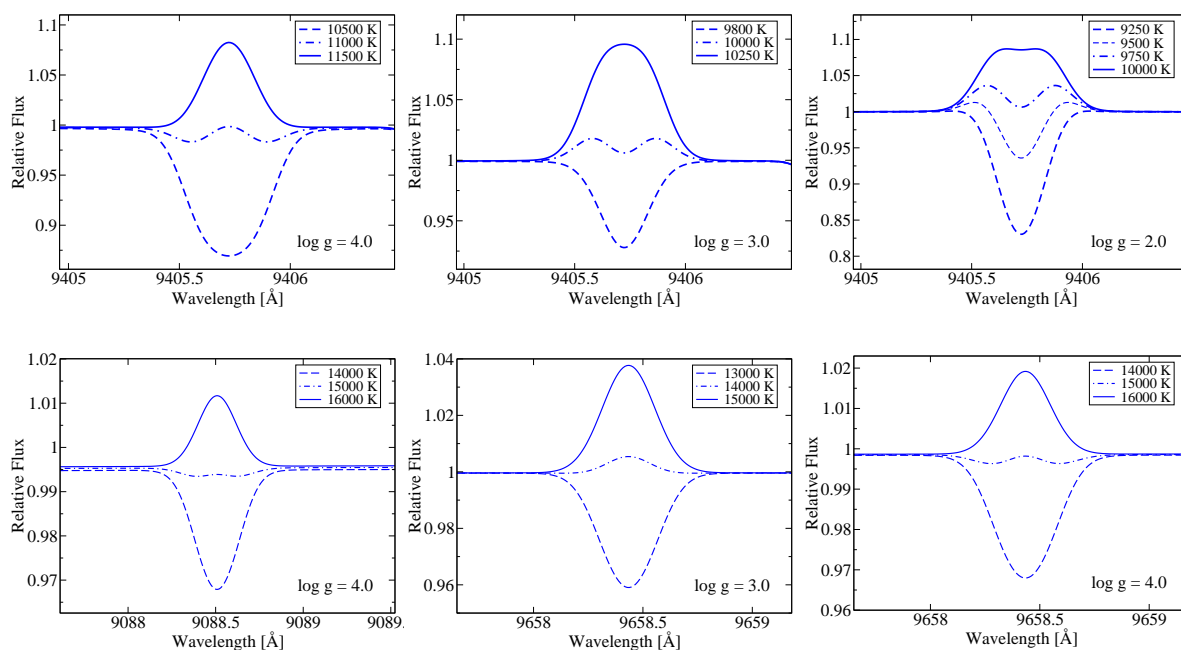 1.1
1.05
1
0.95
0.9
10500 K
11000 K
11500 K
log g = 4.0
9405
9405.5
9406
Wavelength [Å]
Relative Flux
1.1
1.05
1
0.95
9800 K
10000 K
10250 K
log g = 3.0
9405
9405.5
9406
Wavelength [Å]
Relative Flux
1.1
1.05
1
0.95
0.9
0.85
0.8
9250 K
9500 K
9750 K
10000 K
log g = 2.0
9405
9405.5
9406
Wavelength [Å]
Relative Flux
1.02
1.01
1
0.99
0.98
0.97
14000 K
15000 K
16000 K
log g = 4.0
9088
9088.5
9089
9089.
Wavelength [Å]
Relative Flux
1.04
1.02
1
0.98
0.96
13000 K
14000 K
15000 K
log g = 3.0
9658
9658.5
9659
Wavelength [Å]
Relative Flux
1.02
1.01
1
0.99
0.98
0.97
0.96
14000 K
15000 K
16000 K
log g = 4.0
9658
9658.5
9659
Wavelength [Å]
Relative Flux